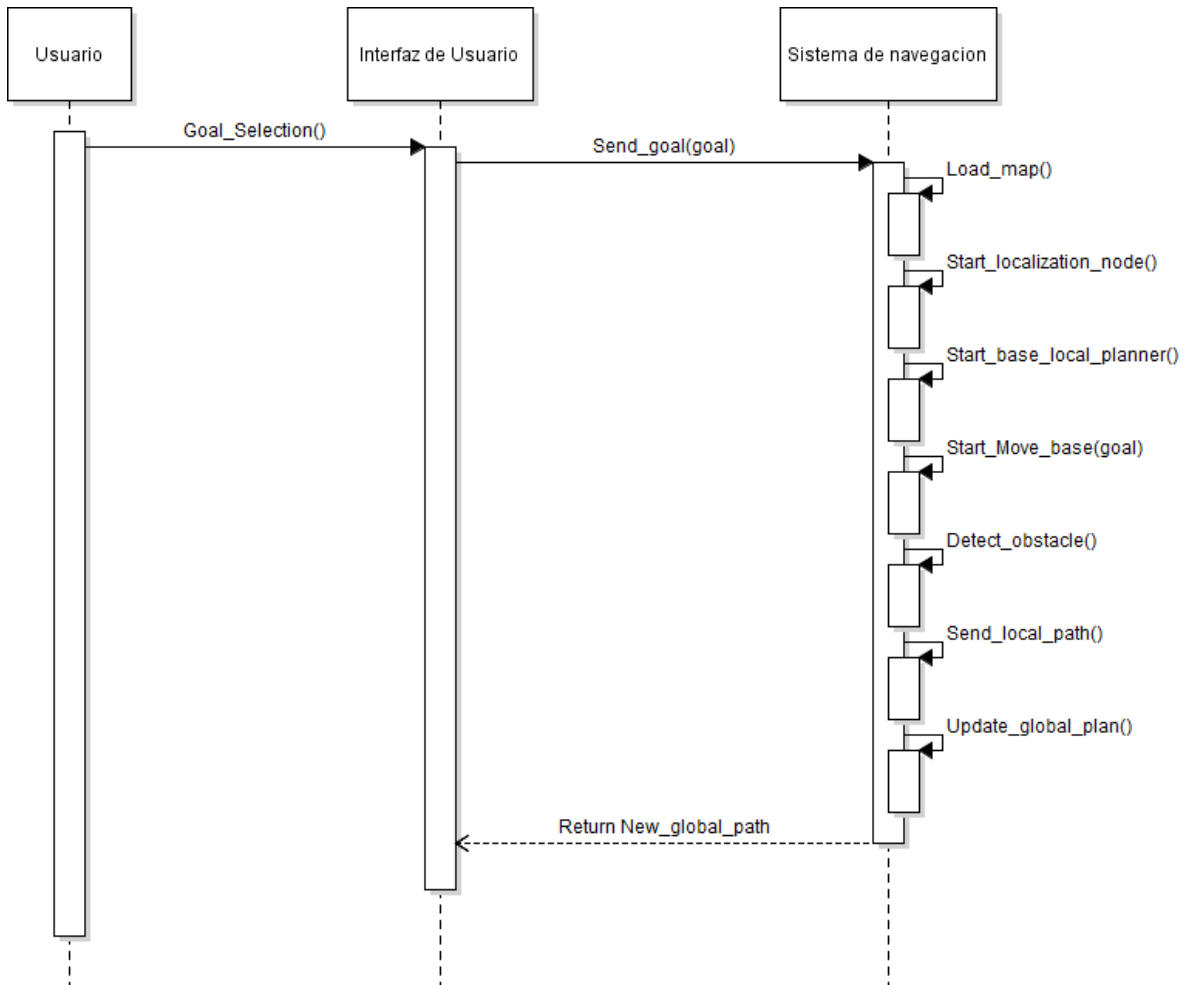 Usuario
Interfaz de Usuario
Sistema de navegacion
Goal_Selection()
Send_goal(goal)
Load_map()
Start_localization_node()
Start_base_local_planner()
Start_Move_base(goal)
Detect_obstacle()
Send_local_path()
Update_global_plan()
Return New_global_path